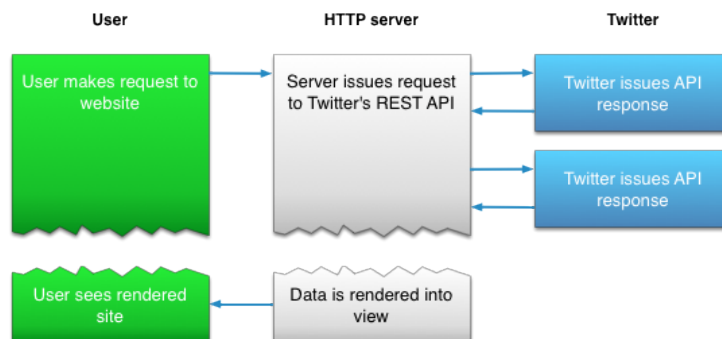 User
HTTP server
Twitter
User makes request to
website
Server issues request
to Twitter's REST API
Twitter issues API
response
Twitter issues API
response
User sees rendered
site
Data is rendered into
view